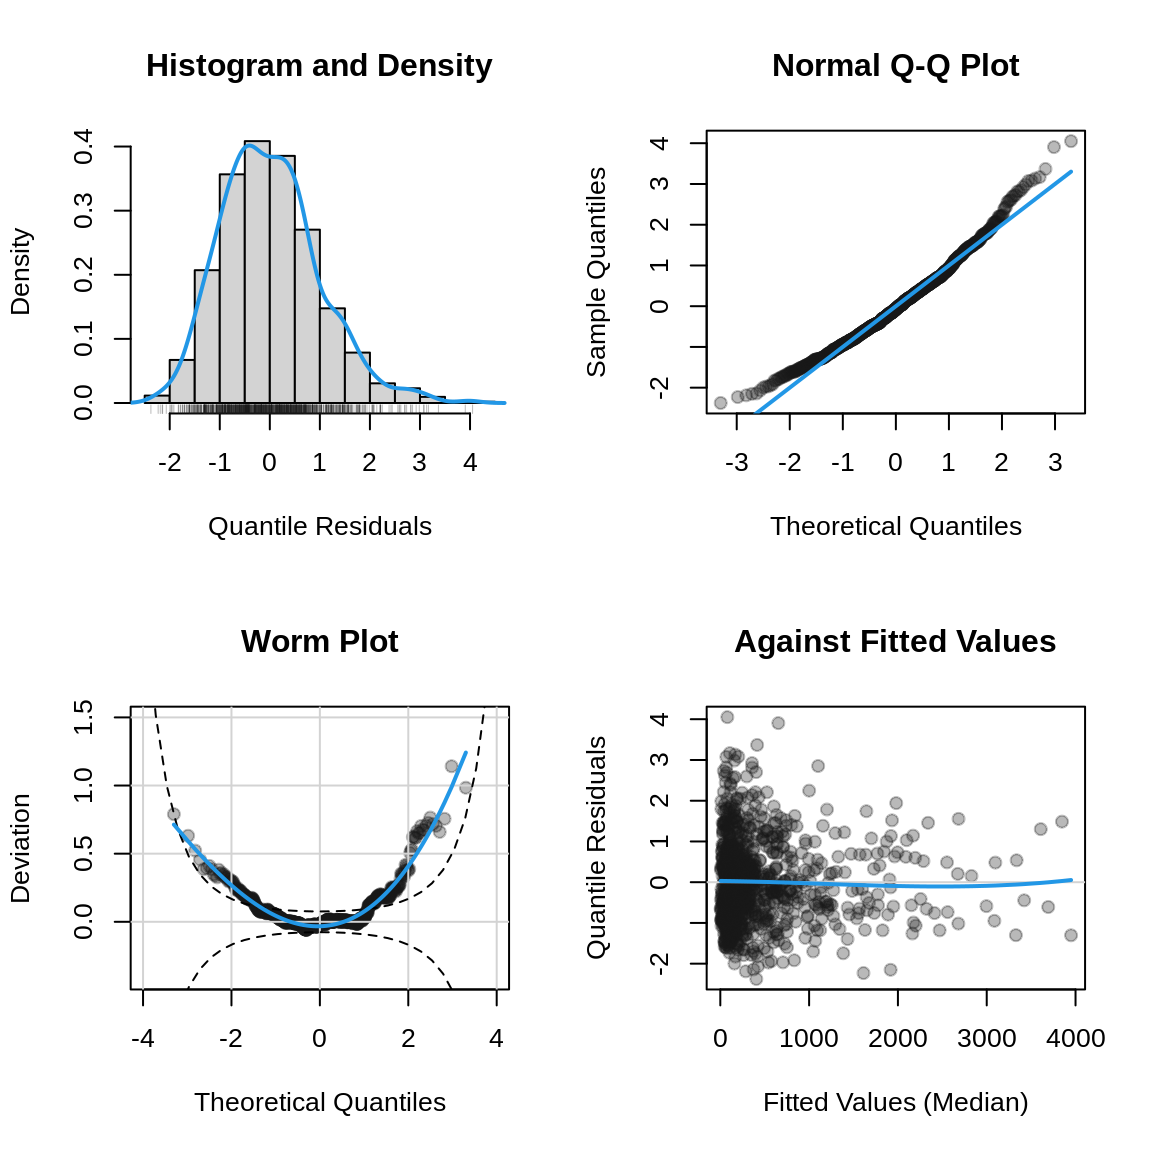 Histogram and Density
Density
0.0 0.1 0.2 0.3 0.4
-2 -1 0 1 2 3 4
Quantile Residuals
Normal Q-Q Plot
Sample Quantiles
-2 0 1 2 3 4
-3 -2 -1 0 1 2 3
Theoretical Quantiles
Worm Plot
Deviation
0.0 0.5 1.0 1.5
-4 -2 0 2 4
Theoretical Quantiles
Against Fitted Values
Quantile Residuals
-2 0 1 2 3 4
0 1000 2000 3000 4000
Fitted Values (Median)